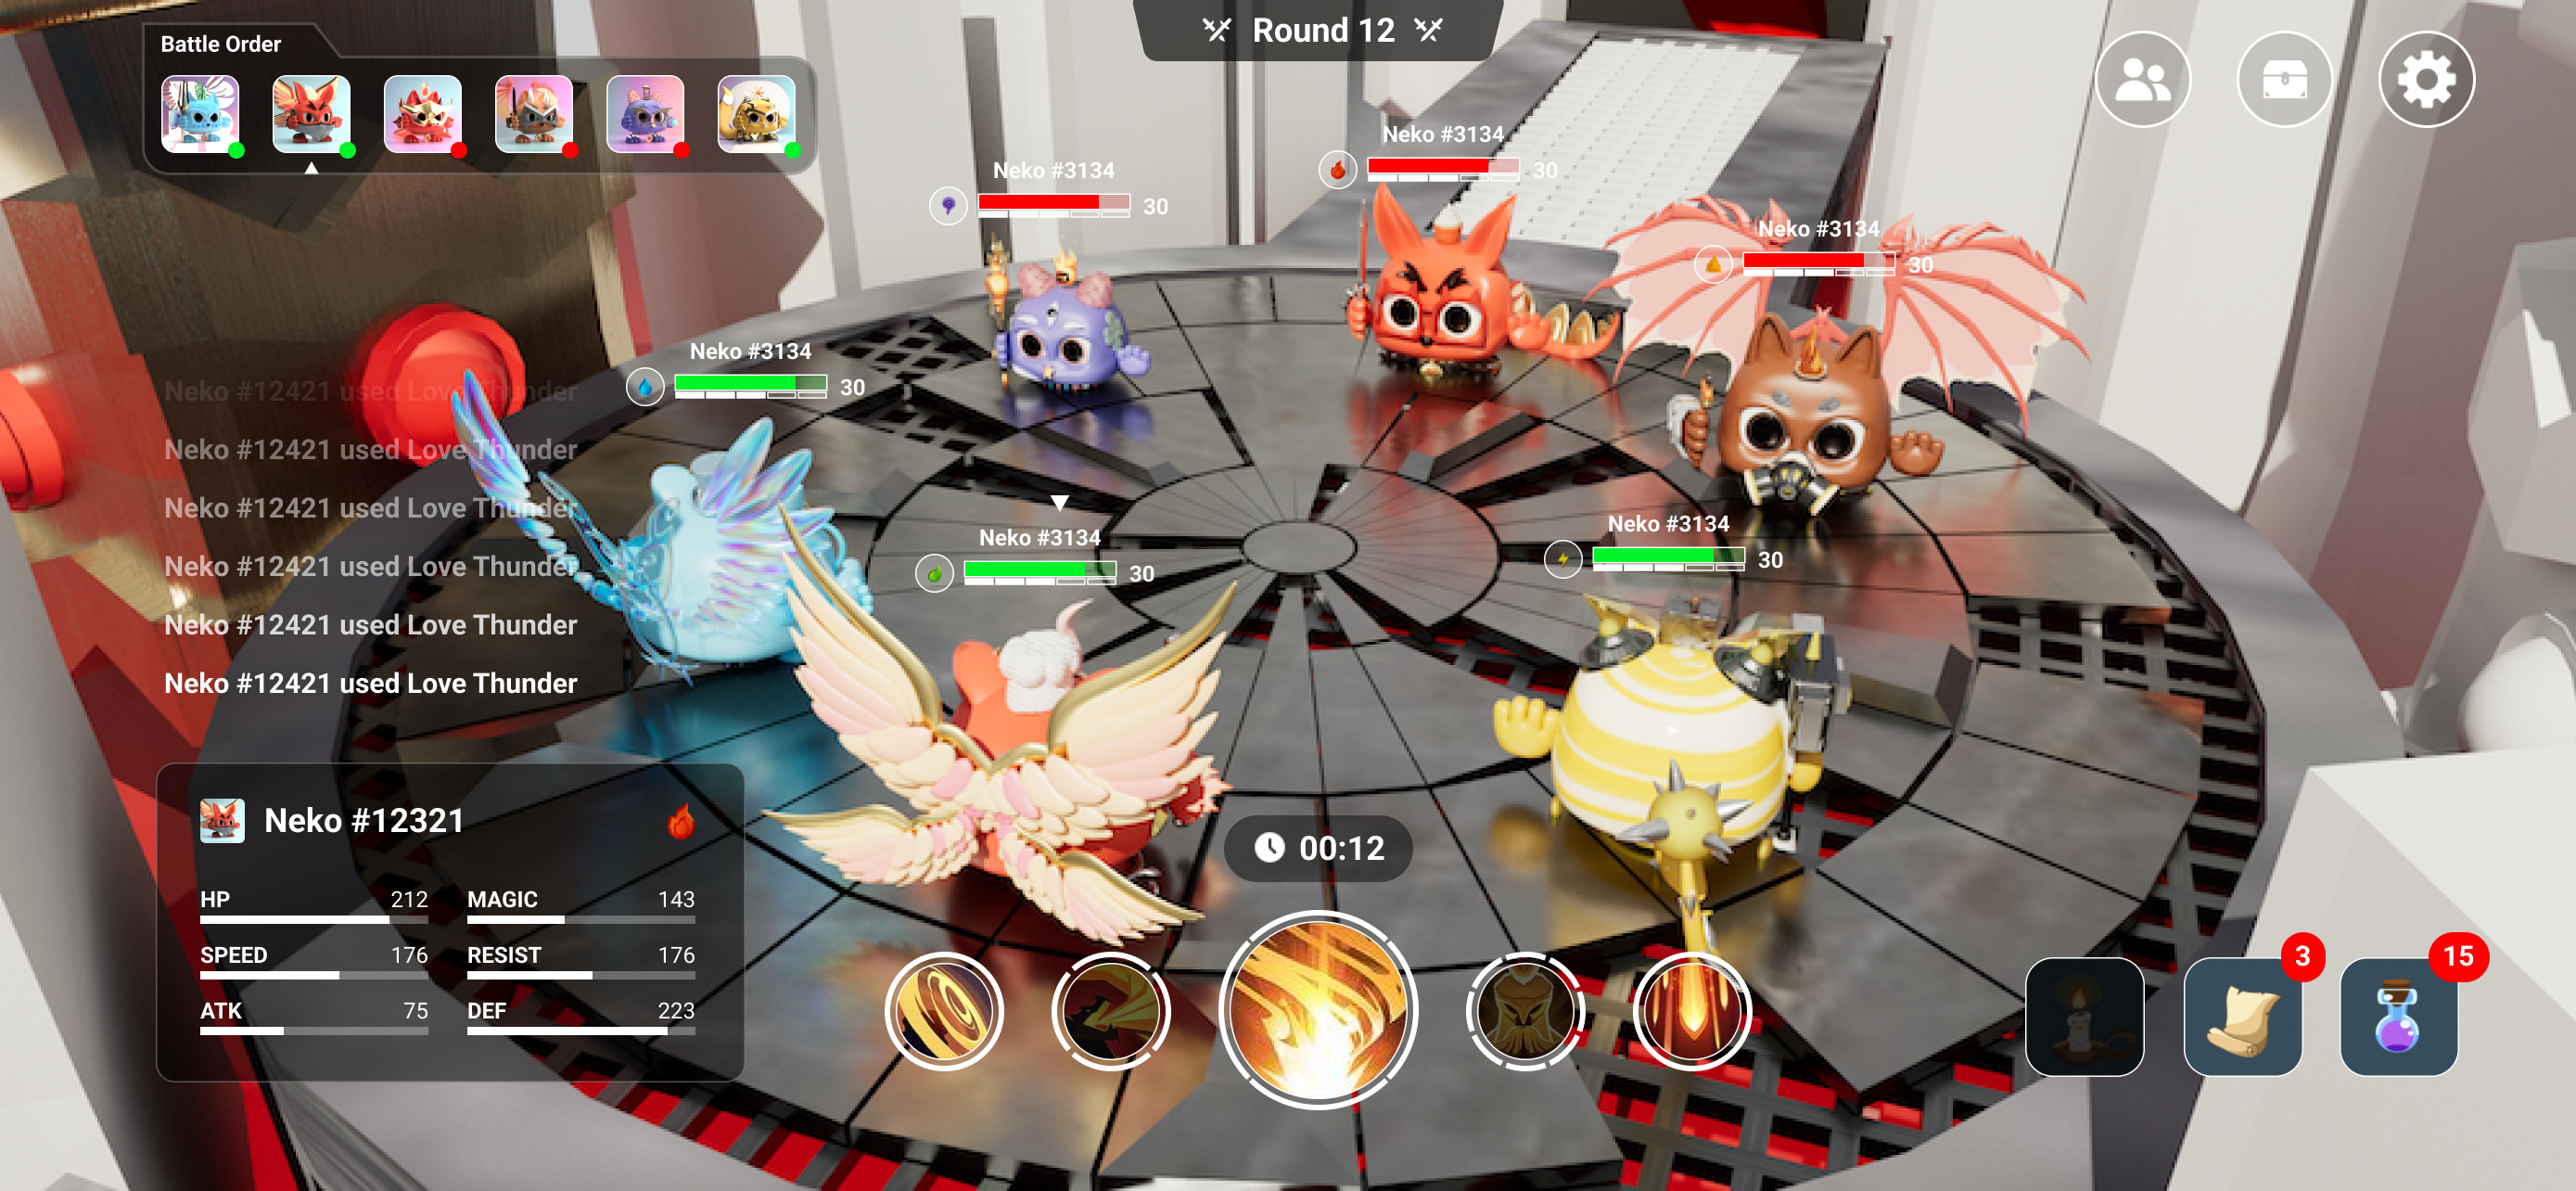 Battle Order
Round 12
Neko #3134
30
Neko #3134
30
Neko #3134
30
Neko #3134
30
Neko #3134
30
Neko #3134
30
Neko #12421 used Love Thunder
Neko #12421 used Love Thunder
Neko #12421 used Love Thunder
Neko #12421 used Love Thunder
Neko #12421 used Love Thunder
Neko #12421 used Love Thunder
Neko #12321
HP 212 MAGIC 143
SPEED 176 RESIST 176
ATK 75 DEF 223
00:12
3
15